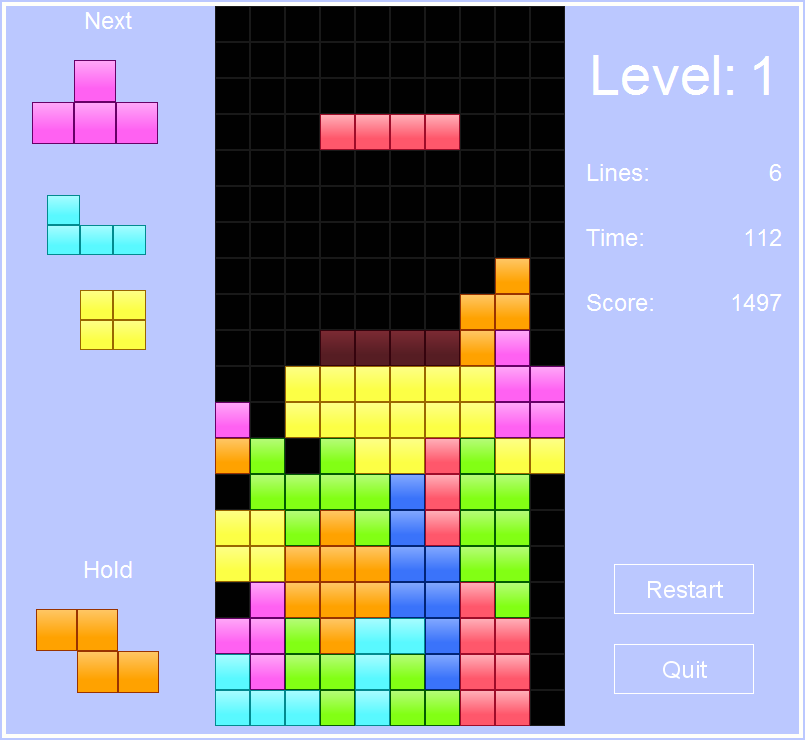 Next
Level: 1
Lines: 6
Time: 112
Score: 1497
Hold
Restart
Quit